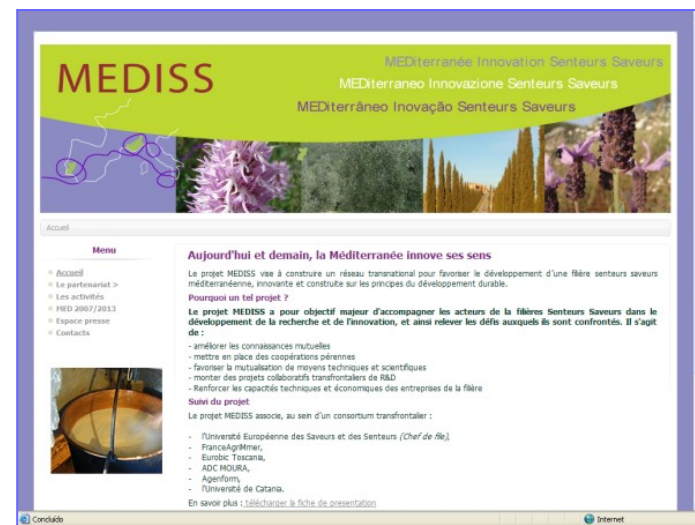 MEDISS
MEDiterranée Innovation Senteurs Saveurs
MEDiterraneo Innovazione Senteurs Saveurs
MEDiterrâneo Inovação Senteurs Saveurs
Accueil
Menu
Accueil
Le partenariat >
Les activités
MED 2007/2013
Espace presse
Contacts
Aujourd'hui et demain, la Méditerranée innove ses sens
Le projet MEDISS vise à construire un réseau transnational pour favoriser le développement d'une filière senteurs saveurs
méditerranéenne, innovante et construite sur les principes du développement durable.
Pourquoi un tel projet ?
Le projet MEDISS a pour objectif majeur d'accompagner les acteurs de la filières Senteurs Saveurs dans le
développement de la recherche et de l'innovation, et ainsi relever les défis auxquels ils sont confrontés. Il s'agit
de :
- améliorer les connaissances mutuelles
- mettre en place des coopérations pérennes
- favoriser la mutualisation de moyens techniques et scientifiques
- monter des projets collaboratifs transfrontaliers de R&D
- Renforcer les capacités techniques et économiques des entreprises de la filière
Suivi du projet
Le projet MEDISS associe, au sein d'un consortium transfrontalier :
- l'Université Européenne des Saveurs et des Senteurs (Chef de file),
- FranceAgriMmer,
- Eurobic Toscania,
- ADC MOURA,
- Agenform,
- l'Université de Catania.
En savoir plus : télécharger la fiche de presentation
Concluído
Internet